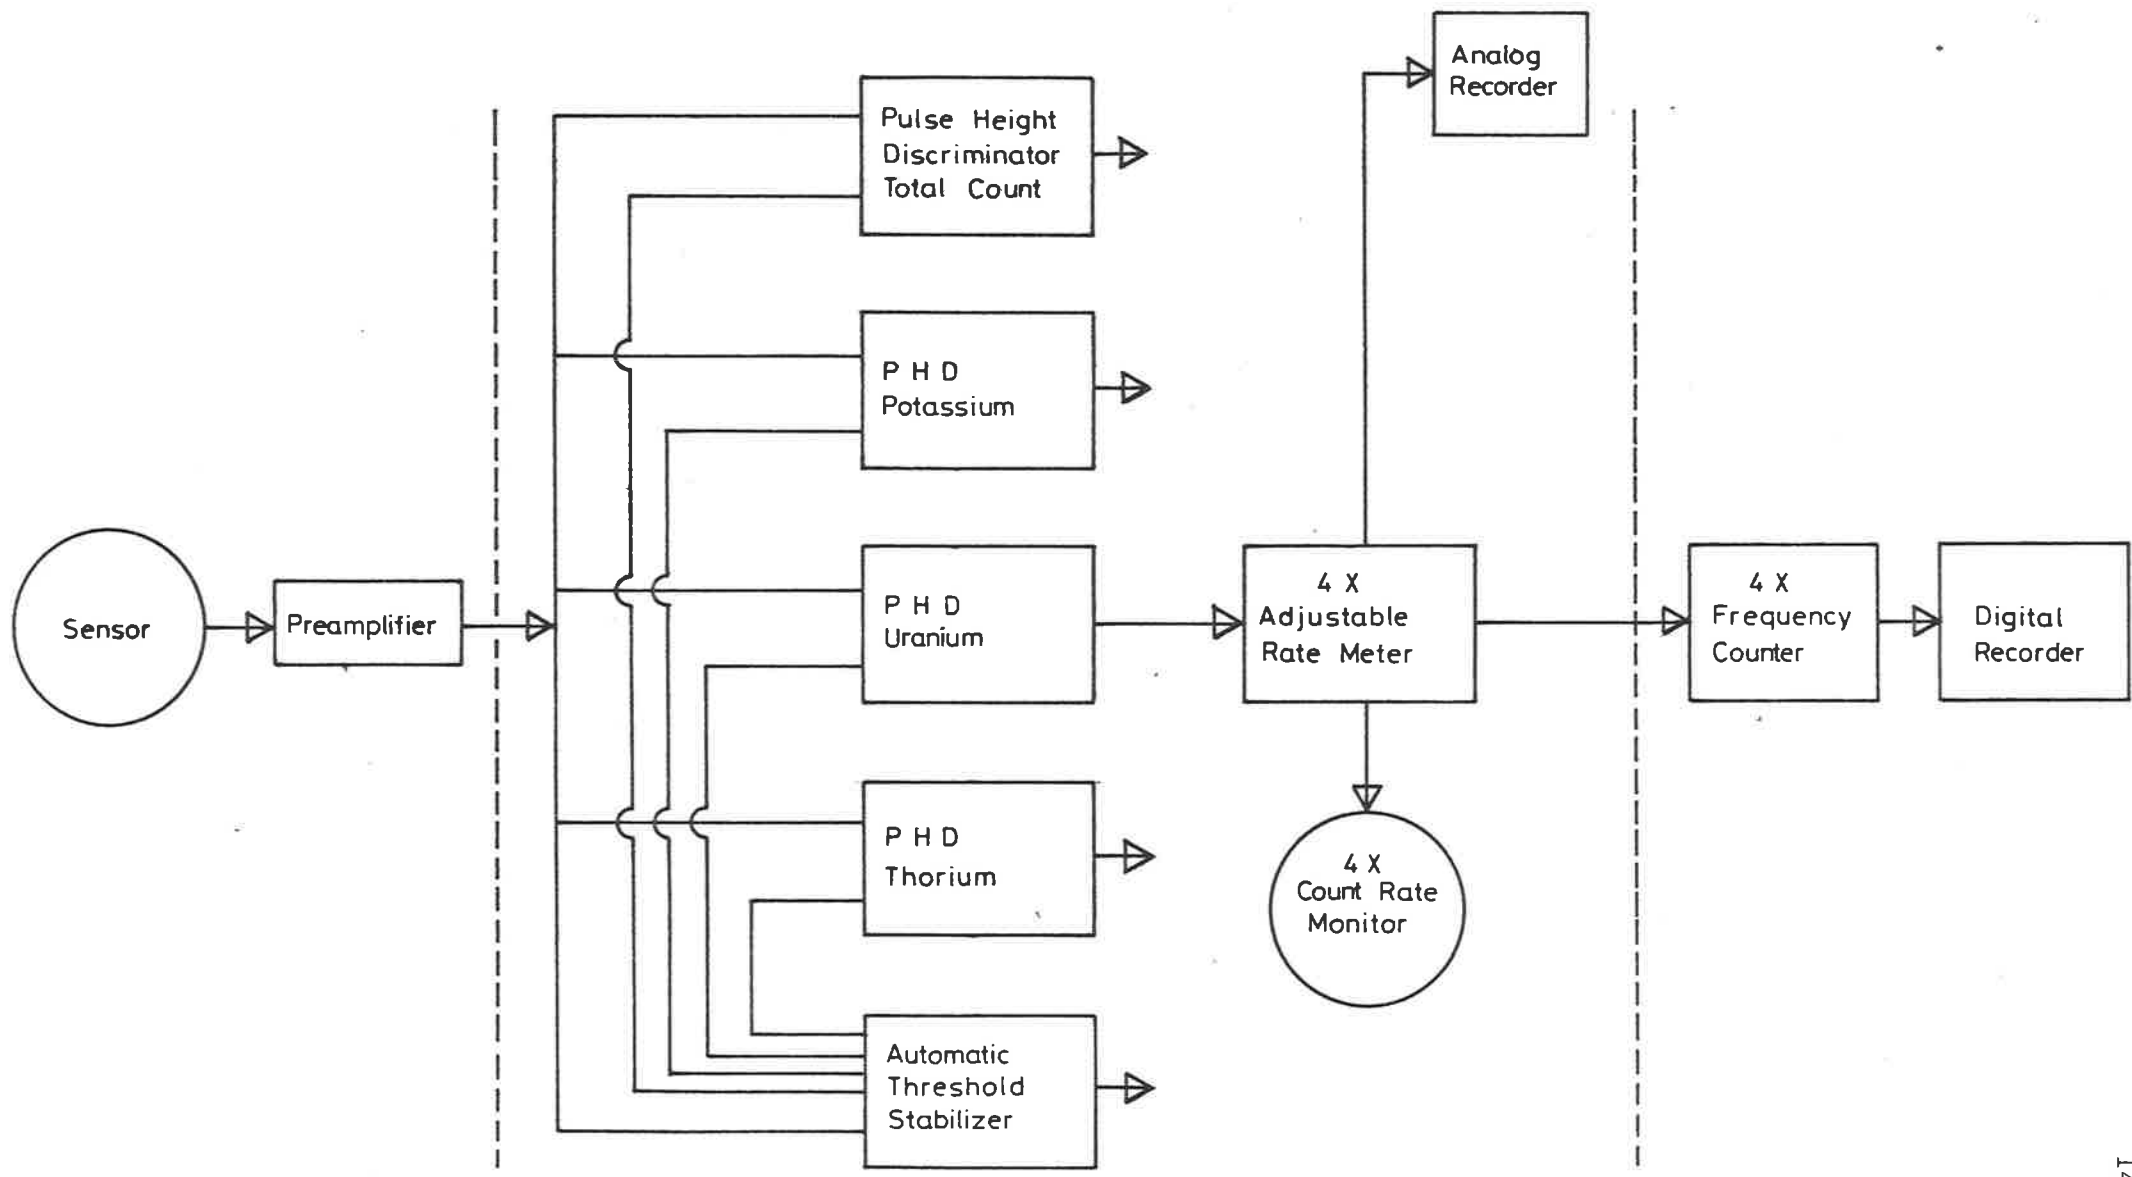 Analog
Recorder
Pulse Height
Discriminator
Total Count
P H D
Potassium
Sensor
Preamplifier
P H D
Uranium
4 X
Adjustable
Rate Meter
4 X
Frequency
Counter
Digital
Recorder
P H D
Thorium
4 X
Count Rate
Monitor
Automatic
Threshold
Stabilizer